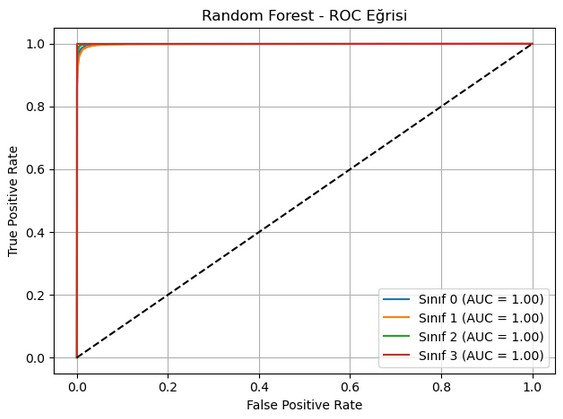 Random Forest - ROC Eğrisi
1.0
0.8
0.6
0.4
0.2
0.0
True Positive Rate
0.0 0.2 0.4 0.6 0.8 1.0
False Positive Rate
Sınıf 0 (AUC = 1.00)
Sınıf 1 (AUC = 1.00)
Sınıf 2 (AUC = 1.00)
Sınıf 3 (AUC = 1.00)